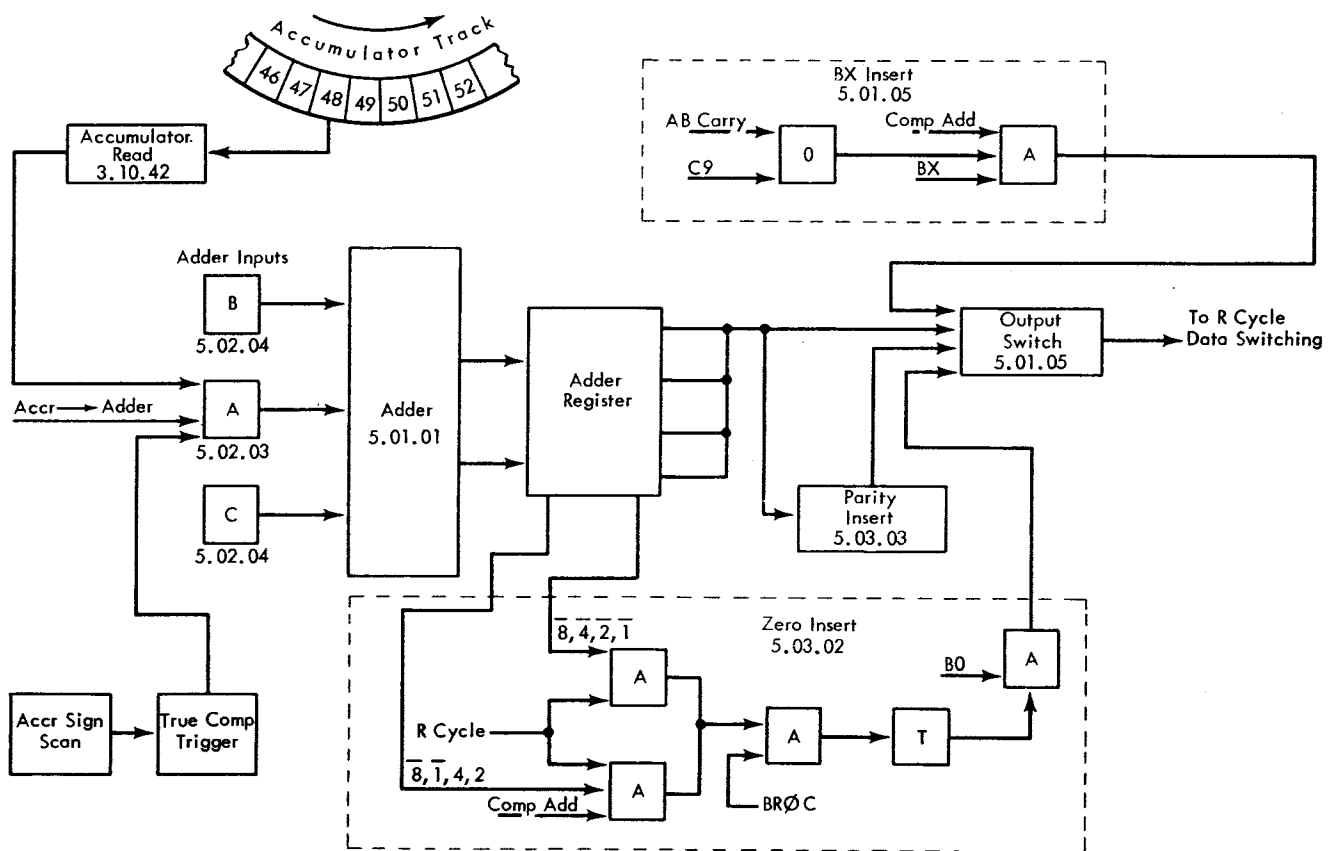 Accumulator Track
46 47 48 49 50 51 52
Accumulator.
Read
3.10.42
BX Insert
5.01.05
AB Carry
C9
0
Comp Add
BX
A
Adder Inputs
B
5.02.04
Accr → Adder
A
5.02.03
C
5.02.04
Adder
5.01.01
Adder
Register
Output
Switch
5.01.05
To R Cycle
Data Switching
Parity
Insert
5.03.03
Zero Insert
5.03.02
8̅, 4̅, 2̅, 1̅
A
R Cycle
8̅, 1̅, 4, 2
Comp Add
A
A
BRØC
T
B0
A
Accr Sign
Scan
True Comp
Trigger